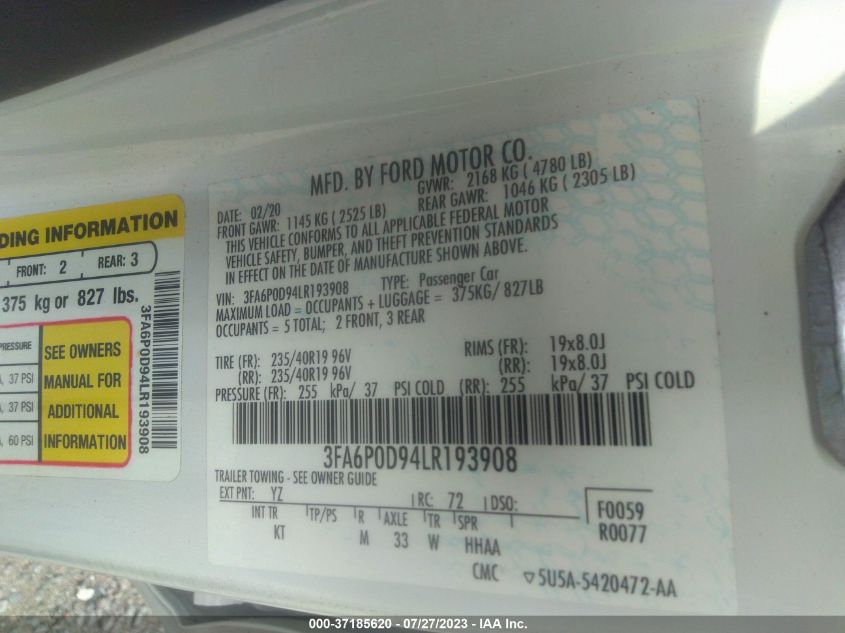 DING INFORMATION
FRONT: 2 REAR: 3
375 kg or 827 lbs.
PRESSURE
37 PSI
37 PSI
60 PSI
SEE OWNERS
MANUAL FOR
ADDITIONAL
INFORMATION
3FA6P0D94LR193908
MFD. BY FORD MOTOR CO.
DATE: 02/20 GVWR: 2168 KG ( 4780 LB)
FRONT GAWR: 1145 KG ( 2525 LB) REAR GAWR: 1046 KG ( 2305 LB)
THIS VEHICLE CONFORMS TO ALL APPLICABLE FEDERAL MOTOR
VEHICLE SAFETY, BUMPER, AND THEFT PREVENTION STANDARDS
IN EFFECT ON THE DATE OF MANUFACTURE SHOWN ABOVE.
VIN: 3FA6P0D94LR193908 TYPE: Passenger Car
MAXIMUM LOAD = OCCUPANTS + LUGGAGE = 375KG/ 827LB
OCCUPANTS = 5 TOTAL; 2 FRONT, 3 REAR
TIRE (FR): 235/40R19 96V RIMS (FR): 19x8.0J
(RR): 235/40R19 96V (RR): 19x8.0J
PRESSURE (FR): 255 kPa/ 37 PSI COLD (RR): 255 kPa/ 37 PSI COLD
3FA6P0D94LR193908
TRAILER TOWING - SEE OWNER GUIDE
EXT PNT: YZ RC: 72 DSO:
INT TR TP/PS R AXLE TR SPR
KT M 33 W HHAA
F0059
R0077
CMC ▽5U5A-5420472-AA
000-37185620 - 07/27/2023 - IAA Inc.